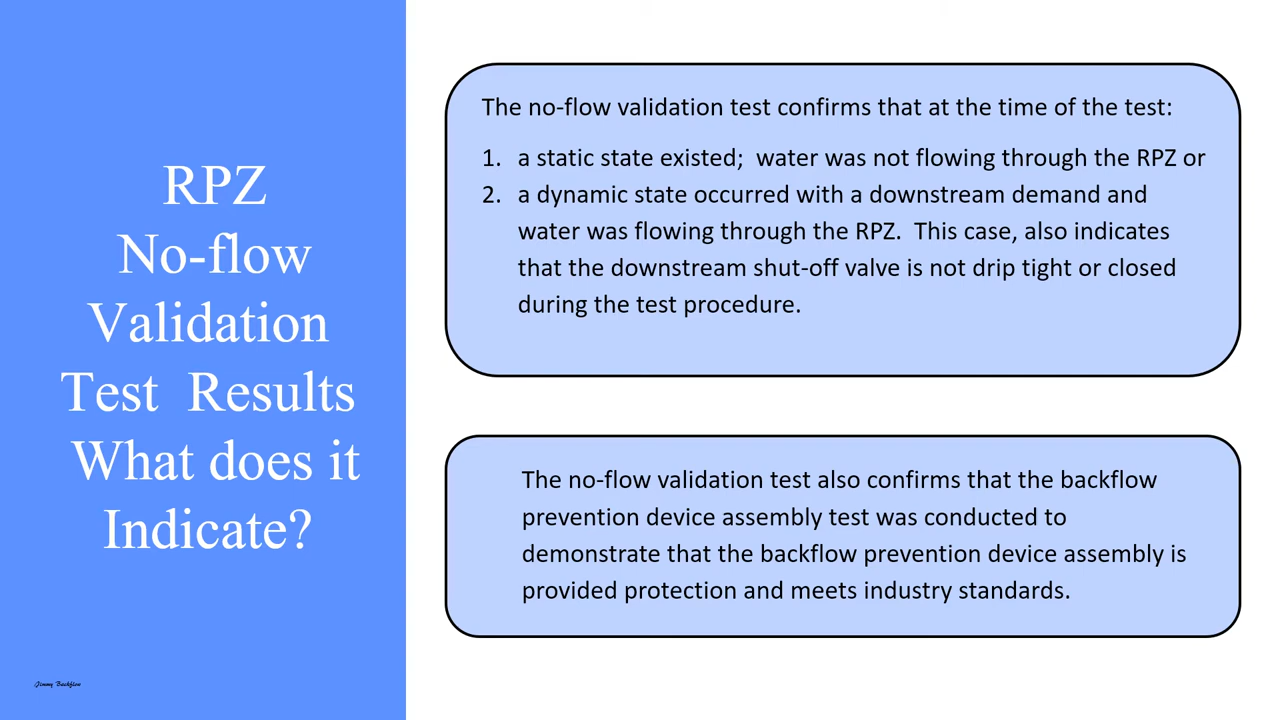 RPZ
No-flow
Validation
Test Results
What does it
Indicate?
The no-flow validation test confirms that at the time of the test:
1. a static state existed; water was not flowing through the RPZ or
2. a dynamic state occurred with a downstream demand and
water was flowing through the RPZ. This case, also indicates
that the downstream shut-off valve is not drip tight or closed
during the test procedure.
The no-flow validation test also confirms that the backflow
prevention device assembly test was conducted to
demonstrate that the backflow prevention device assembly is
provided protection and meets industry standards.
Jimmy Backflow